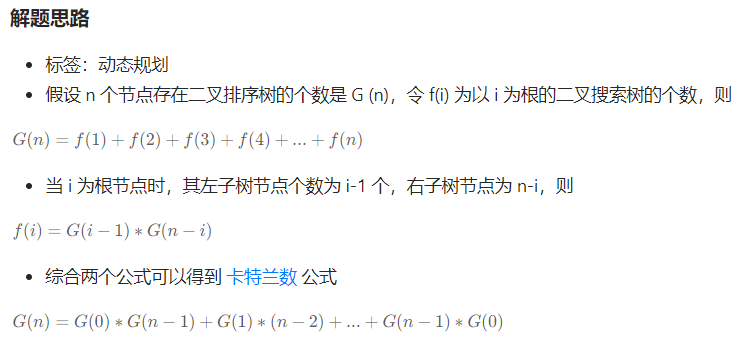 解题思路
标签：动态规划
假设 n 个节点存在二叉排序树的个数是 G (n)，令 f(i) 为以 i 为根的二叉搜索树的个数，则
G(n) = f(1) + f(2) + f(3) + f(4) + ... + f(n)
当 i 为根节点时，其左子树节点个数为 i-1 个，右子树节点为 n-i，则
f(i) = G(i − 1) * G(n − i)
综合两个公式可以得到 卡特兰数 公式
G(n) = G(0) * G(n − 1) + G(1) * (n − 2) + ... + G(n − 1) * G(0)